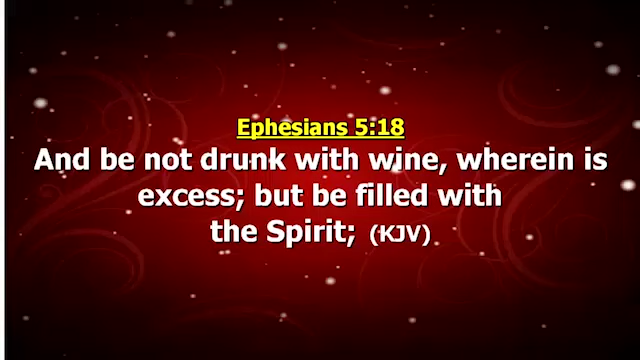 Ephesians 5:18
And be not drunk with wine, wherein is
excess; but be filled with
the Spirit; (KJV)